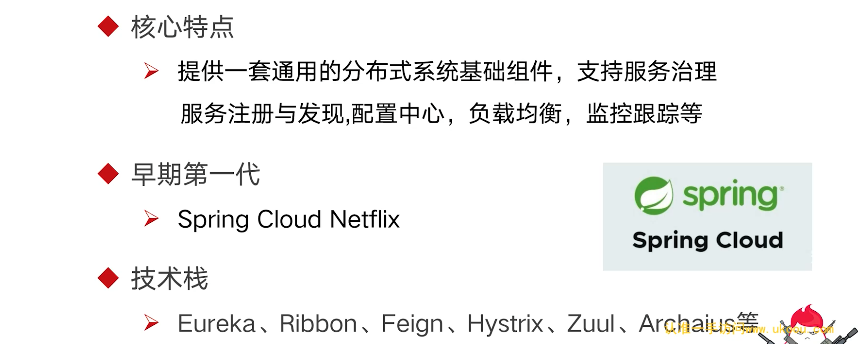 核心特点
提供一套通用的分布式系统基础组件，支持服务治理
服务注册与发现,配置中心，负载均衡，监控跟踪等
早期第一代
Spring Cloud Netflix
spring
Spring Cloud
技术栈
Eureka、Ribbon、Feign、Hystrix、Zuul、Archaius等